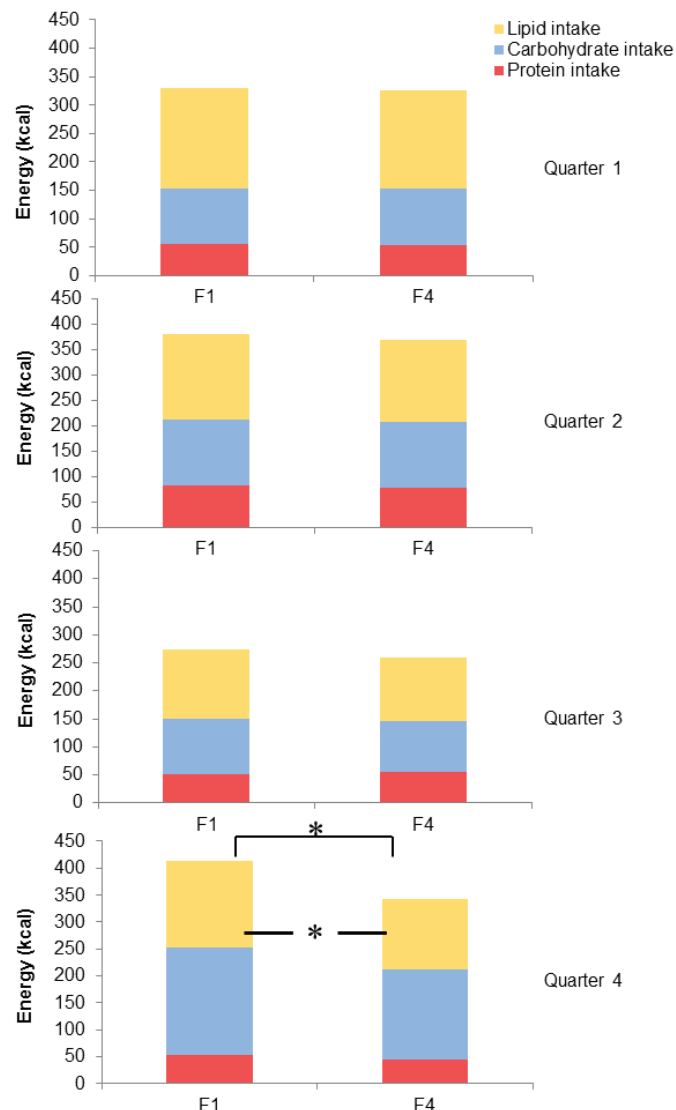 Lipid intake
Carbohydrate intake
Protein intake
Energy (kcal)
450
400
350
300
250
200
150
100
50
0
F1 F4
Quarter 1
Energy (kcal)
450
400
350
300
250
200
150
100
50
0
F1 F4
Quarter 2
Energy (kcal)
450
400
350
300
250
200
150
100
50
0
F1 F4
Quarter 3
*
Energy (kcal)
450
400
350
300
250
200
150
100
50
0
*
F1 F4
Quarter 4